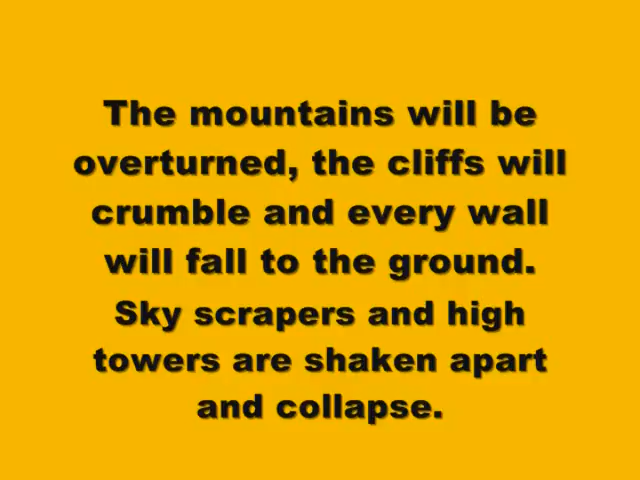 The mountains will be
overturned, the cliffs will
crumble and every wall
will fall to the ground.
Sky scrapers and high
towers are shaken apart
and collapse.